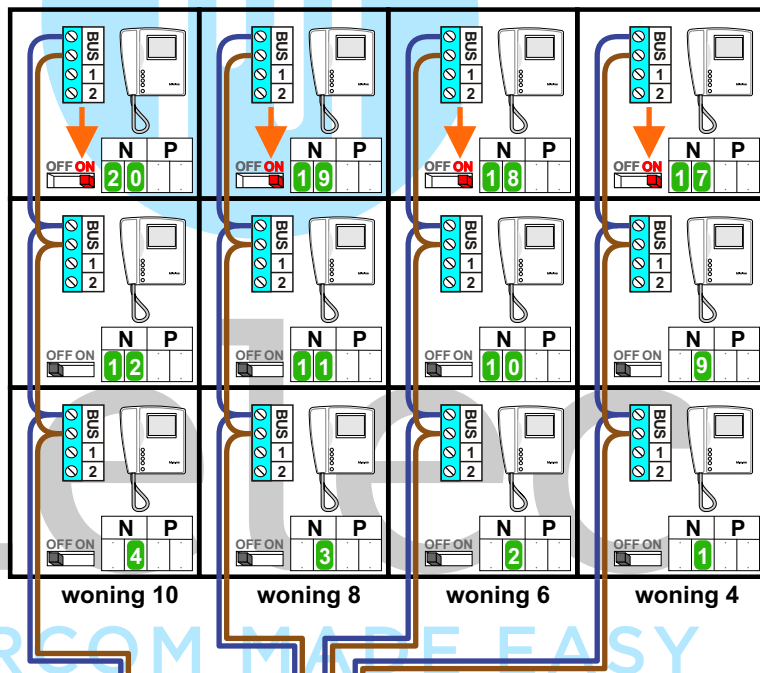 BUS 1 2 BUS 1 2 BUS 1 2 BUS 1 2
N P N P N P N P
OFF ON 20 OFF ON 19 OFF ON 18 OFF ON 17
BUS 1 2 BUS 1 2 BUS 1 2 BUS 1 2
N P N P N P N P
OFF ON 12 OFF ON 11 OFF ON 10 OFF ON 9
BUS 1 2 BUS 1 2 BUS 1 2 BUS 1 2
N P N P N P N P
OFF ON 4 OFF ON 3 OFF ON 2 OFF ON 1
elec
woning 10 woning 8 woning 6 woning 4
RCOM MADE EASY